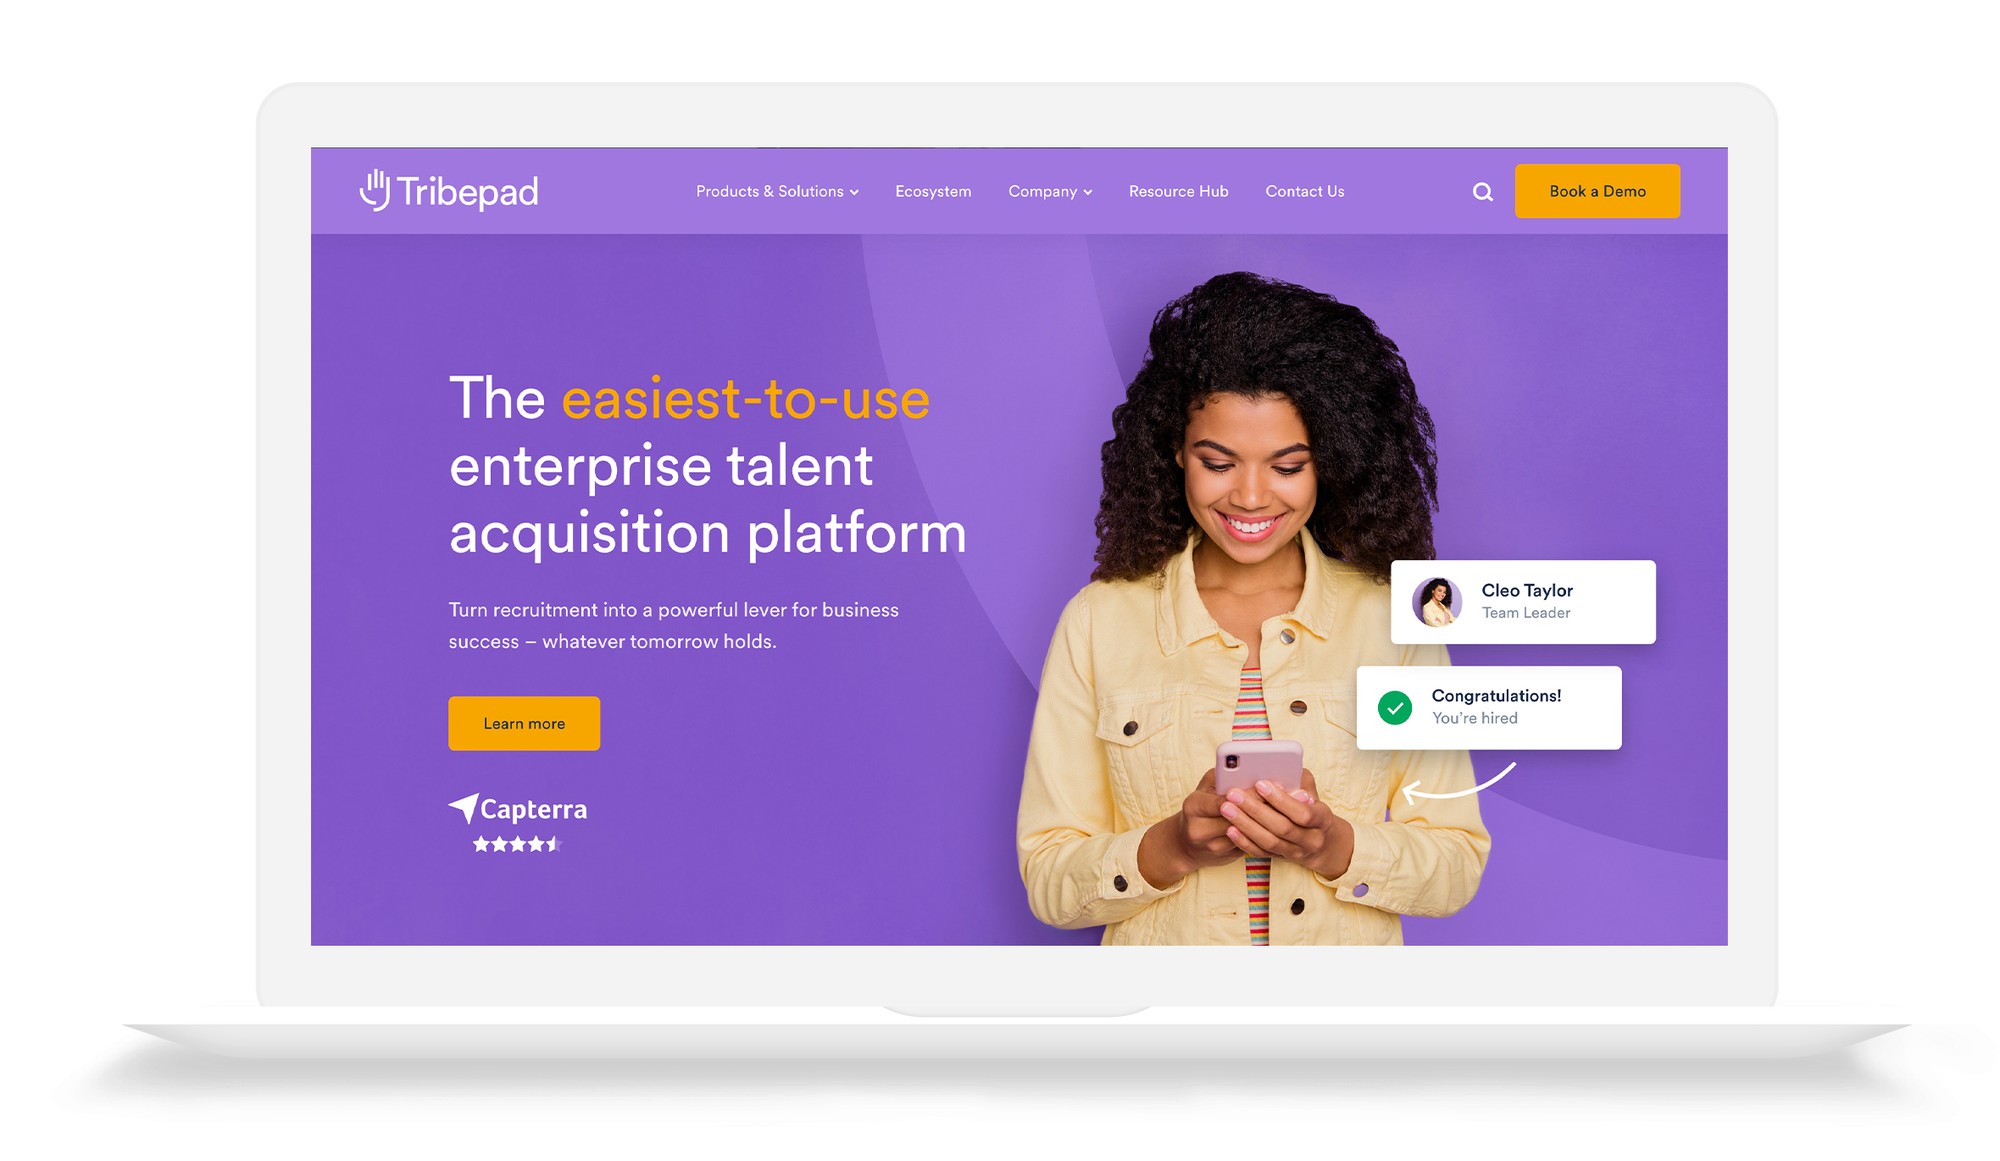 Tribepad
Products & Solutions
Ecosystem
Company
Resource Hub
Contact Us
Book a Demo
The easiest-to-use
enterprise talent
acquisition platform
Turn recruitment into a powerful lever for business
success – whatever tomorrow holds.
Learn more
Capterra
Cleo Taylor
Team Leader
Congratulations!
You're hired